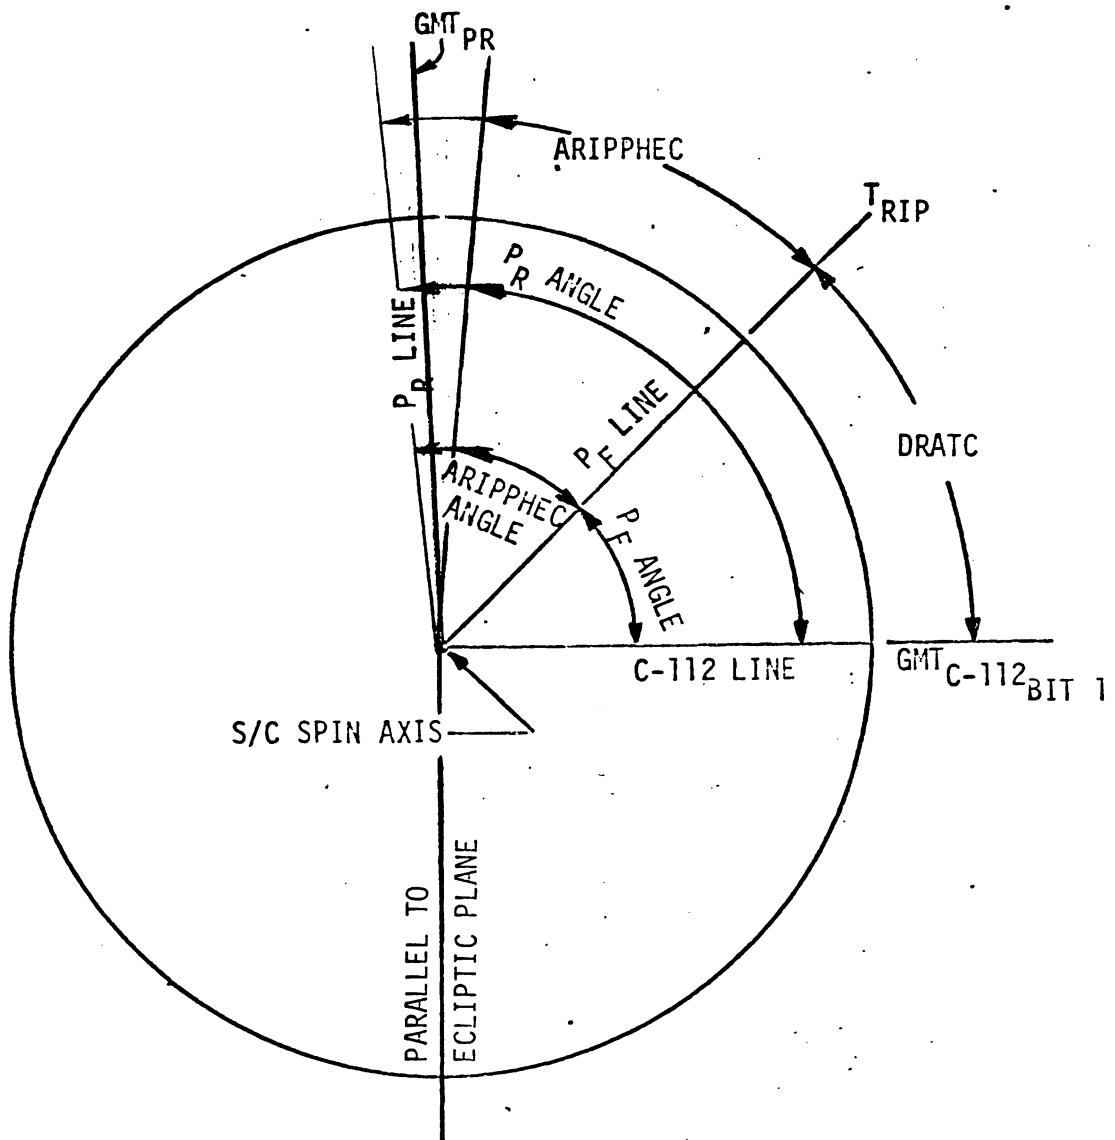 GMT PR
ARIPPHEC
T RIP
P R ANGLE
P R LINE
P F LINE
DRATC
ARIPPHEC
ANGLE
P F ANGLE
C-112 LINE
GMT C-112 BIT 1
S/C SPIN AXIS
PARALLEL TO
ECLIPTIC PLANE